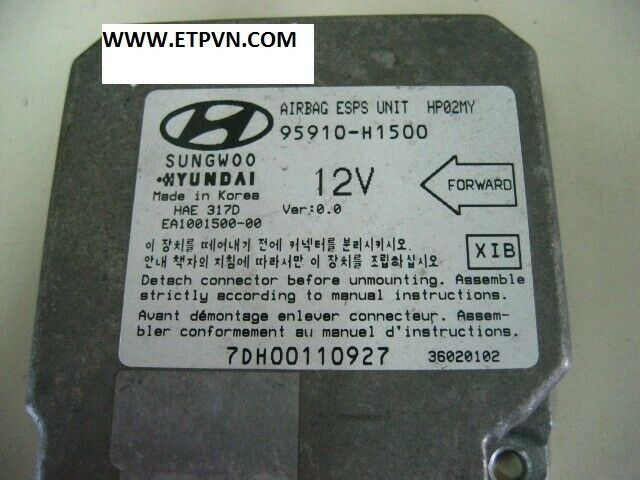 WWW.ETPVN.COM
AIRBAG ESPS UNIT HP02MY
95910-H1500
SUNGWOO
HYUNDAI
Made in Korea
HAE 317D
EA1001500-00
12V
Ver:0.0
FORWARD
이 장치를 떼어내기 전에 커넥터를 분리시키시오.
안내 책자의 지침에 따라서만 이 장치를 조립하십시오.
XIB
Detach connector before unmounting. Assemble
strictly according to manual instructions.
Avant démontage enlever connecteur. Assem-
bler conformement au manuel d'instructions.
7DH00110927 36020102